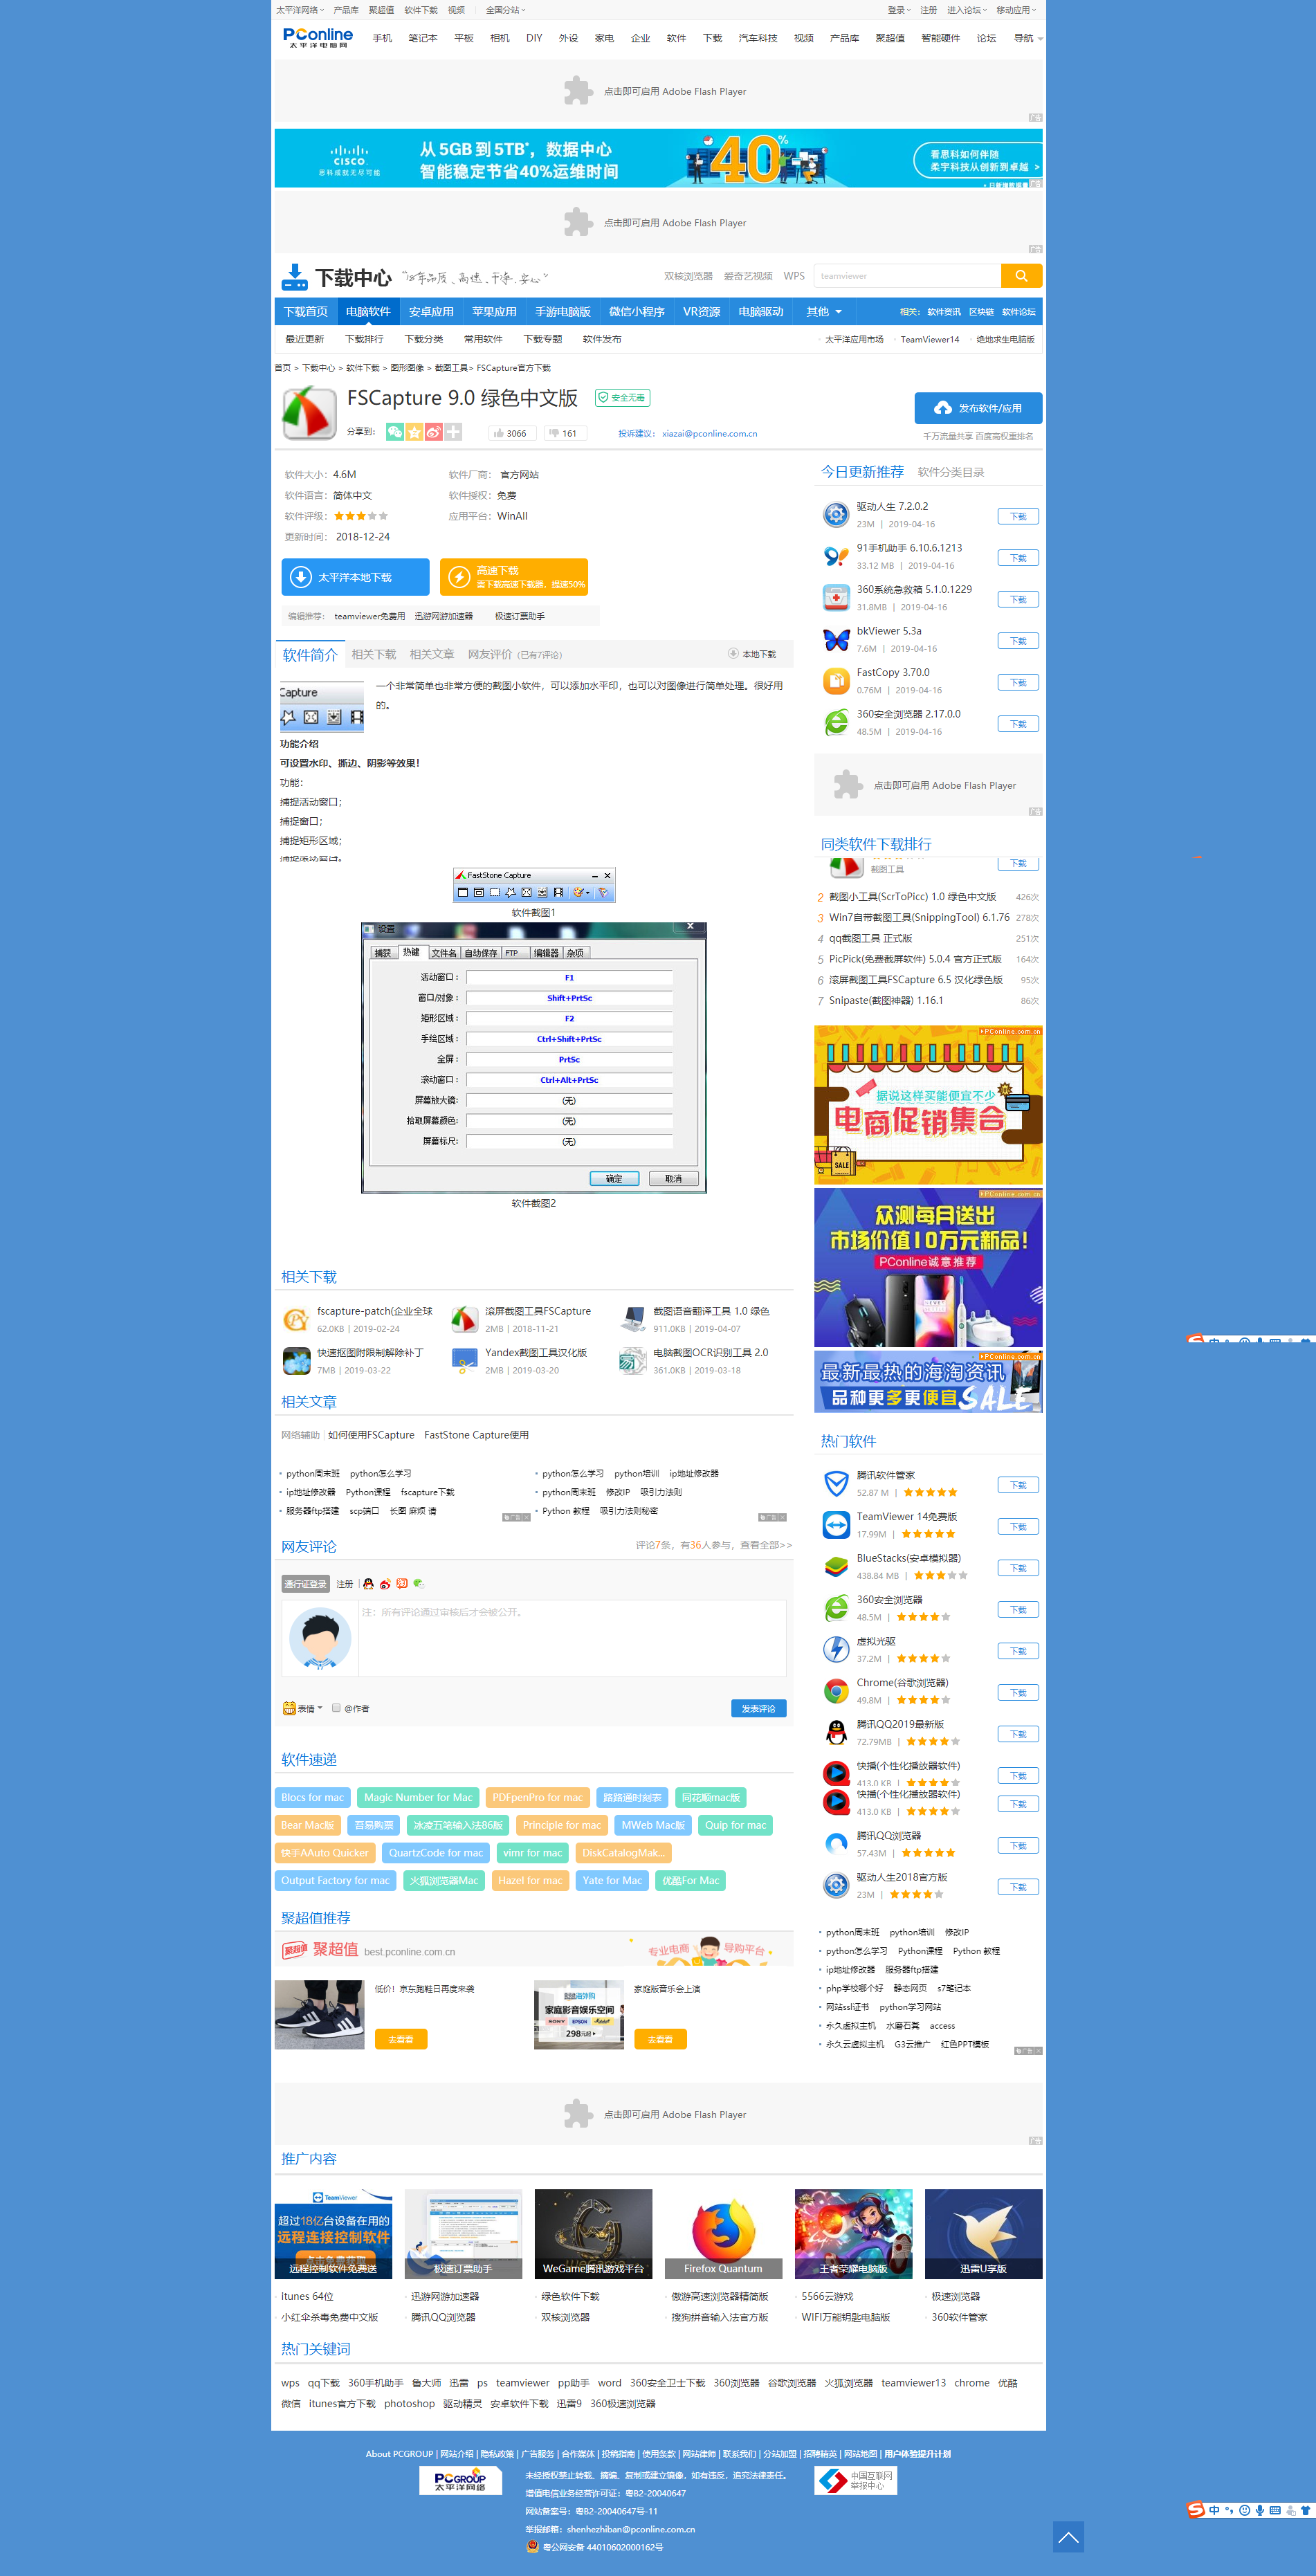 太平洋网络 产品库 聚超值 软件下载 视频 全国分站 登录 注册 进入论坛 移动应用
PConline 太平洋电脑网 手机 笔记本 平板 相机 DIY 外设 家电 企业 软件 下载 汽车科技 视频 产品库 聚超值 智能硬件 论坛 导航
点击即可启用 Adobe Flash Player
广告
CISCO 思科成就无尽可能
从 5GB 到 5TB*，数据中心
智能稳定节省40%运维时间
40%
看思科如何伴随
柔宇科技从创新到卓越 >
点击即可启用 Adobe Flash Player
广告
下载中心 双核浏览器 爱奇艺视频 WPS teamviewer
下载首页 电脑软件 安卓应用 苹果应用 手游电脑版 微信小程序 VR资源 电脑驱动 其他 相关： 软件资讯 区块链 软件论坛
最近更新 下载排行 下载分类 常用软件 下载专题 软件发布 太平洋应用市场 TeamViewer14 绝地求生电脑版
首页 > 下载中心 > 软件下载 > 图形图像 > 截图工具> FSCapture官方下载
FSCapture 9.0 绿色中文版 安全无毒
分享到： 3066 161 投诉建议： xiazai@pconline.com.cn
发布软件/应用
千万流量共享 百度高权重排名
软件大小：4.6M 软件厂商： 官方网站
软件语言：简体中文 软件授权：免费
软件评级： 应用平台：WinAll
更新时间： 2018-12-24
太平洋本地下载
高速下载
需下载高速下载器，提速50%
编辑推荐： teamviewer免费用 迅游网游加速器 极速订票助手
软件简介 相关下载 相关文章 网友评价（已有7评论） 本地下载
Capture
一个非常简单也非常方便的截图小软件，可以添加水平印，也可以对图像进行简单处理。很好用
的。
功能介绍
可设置水印、撕边、阴影等效果！
功能：
捕捉活动窗口；
捕捉窗口；
捕捉矩形区域；
FastStone Capture
软件截图1
设置
捕获 热键 文件名 自动保存 FTP 编辑器 杂项
活动窗口： F1
窗口/对象： Shift+PrtSc
矩形区域： F2
手绘区域： Ctrl+Shift+PrtSc
全屏： PrtSc
滚动窗口： Ctrl+Alt+PrtSc
屏幕放大镜： (无)
拾取屏幕颜色： (无)
屏幕标尺： (无)
确定 取消
软件截图2
今日更新推荐 软件分类目录
驱动人生 7.2.0.2
23M | 2019-04-16
下载
91手机助手 6.10.6.1213
33.12 MB | 2019-04-16
下载
360系统急救箱 5.1.0.1229
31.8MB | 2019-04-16
下载
bkViewer 5.3a
7.6M | 2019-04-16
下载
FastCopy 3.70.0
0.76M | 2019-04-16
下载
360安全浏览器 2.17.0.0
48.5M | 2019-04-16
下载
点击即可启用 Adobe Flash Player
广告
同类软件下载排行
截图工具
下载
2 截图小工具(ScrToPicc) 1.0 绿色中文版 426次
3 Win7自带截图工具(SnippingTool) 6.1.76 278次
4 qq截图工具 正式版 251次
5 PicPick(免费截屏软件) 5.0.4 官方正式版 164次
6 滚屏截图工具FSCapture 6.5 汉化绿色版 95次
7 Snipaste(截图神器) 1.16.1 86次
PConline.com.cn
据说这样买能便宜不少
电商促销集合
SALE
PConline.com.cn
众测每月送出
市场价值10万元新品！
PConline诚意推荐
PConline.com.cn
最新最热的海淘资讯
品种更多更便宜 SALE
相关下载
fscapture-patch(企业全球 滚屏截图工具FSCapture 截图语音翻译工具 1.0 绿色
62.0KB | 2019-02-24 2MB | 2018-11-21 911.0KB | 2019-04-07
快速抠图附限制解除补丁 Yandex截图工具汉化版 电脑截图OCR识别工具 2.0
7MB | 2019-03-22 2MB | 2019-03-20 361.0KB | 2019-03-18
相关文章
网络辅助 | 如何使用FSCapture FastStone Capture使用
python周末班 python怎么学习 python怎么学习 python培训 ip地址修改器
ip地址修改器 Python课程 fscapture下载 python周末班 修改IP 吸引力法则
服务器ftp搭建 scp端口 长图 麻烦 请 Python 教程 吸引力法则秘密
网友评论 评论7条，有36人参与，查看全部>>
通行证登录 注册
注：所有评论通过审核后才会被公开。
表情 @作者 发表评论
热门软件
腾讯软件管家
52.87 M |
下载
TeamViewer 14免费版
17.99M |
下载
BlueStacks(安卓模拟器)
438.84 MB |
下载
360安全浏览器
48.5M |
下载
虚拟光驱
37.2M |
下载
Chrome(谷歌浏览器)
49.8M |
下载
腾讯QQ2019最新版
72.79MB |
下载
快播(个性化播放器软件)
413.0 KB |
下载
快播(个性化播放器软件)
413.0 KB |
下载
腾讯QQ浏览器
57.43M |
下载
驱动人生2018官方版
23M |
下载
软件速递
Blocs for mac Magic Number for Mac PDFpenPro for mac 路路通时刻表 同花顺mac版
Bear Mac版 吾易购票 冰凌五笔输入法86版 Principle for mac MWeb Mac版 Quip for mac
快手AAuto Quicker QuartzCode for mac vimr for mac DiskCatalogMak...
Output Factory for mac 火狐浏览器Mac Hazel for mac Yate for Mac 优酷For Mac
聚超值推荐
聚超值 聚超值 best.pconline.com.cn 专业电商 导购平台
低价！京东跑鞋日再度来袭
去看看
家庭影音娱乐空间
SONY EPSON
298元起
家庭版音乐会上演
去看看
python周末班 python培训 修改IP
python怎么学习 Python课程 Python 教程
ip地址修改器 服务器ftp搭建
php学校哪个好 静态网页 s7笔记本
网站ssl证书 python学习网站
永久虚拟主机 水磨石翼 access
永久云虚拟主机 G3云推广 红色PPT模板
点击即可启用 Adobe Flash Player
广告
推广内容
TeamViewer
超过18亿台设备在用的
远程连接控制软件
远程控制软件免费送 极速订票助手 WeGame腾讯游戏平台 Firefox Quantum 王者荣耀电脑版 迅雷U享版
itunes 64位 迅游网游加速器 绿色软件下载 傲游高速浏览器精简版 5566云游戏 极速浏览器
小红伞杀毒免费中文版 腾讯QQ浏览器 双核浏览器 搜狗拼音输入法官方版 WIFI万能钥匙电脑版 360软件管家
热门关键词
wps qq下载 360手机助手 鲁大师 迅雷 ps teamviewer pp助手 word 360安全卫士下载 360浏览器 谷歌浏览器 火狐浏览器 teamviewer13 chrome 优酷
微信 itunes官方下载 photoshop 驱动精灵 安卓软件下载 迅雷9 360极速浏览器
About PCGROUP | 网站介绍 | 隐私政策 | 广告服务 | 合作媒体 | 投稿指南 | 使用条款 | 网站律师 | 联系我们 | 分站加盟 | 招聘精英 | 网站地图 | 用户体验提升计划
PCGROUP 太平洋网络
未经授权禁止转载、摘编、复制或建立镜像，如有违反，追究法律责任。
增值电信业务经营许可证：粤B2-20040647
网站备案号：粤B2-20040647号-11
举报邮箱：shenhezhiban@pconline.com.cn
粤公网安备 44010602000162号
中国互联网
举报中心
中